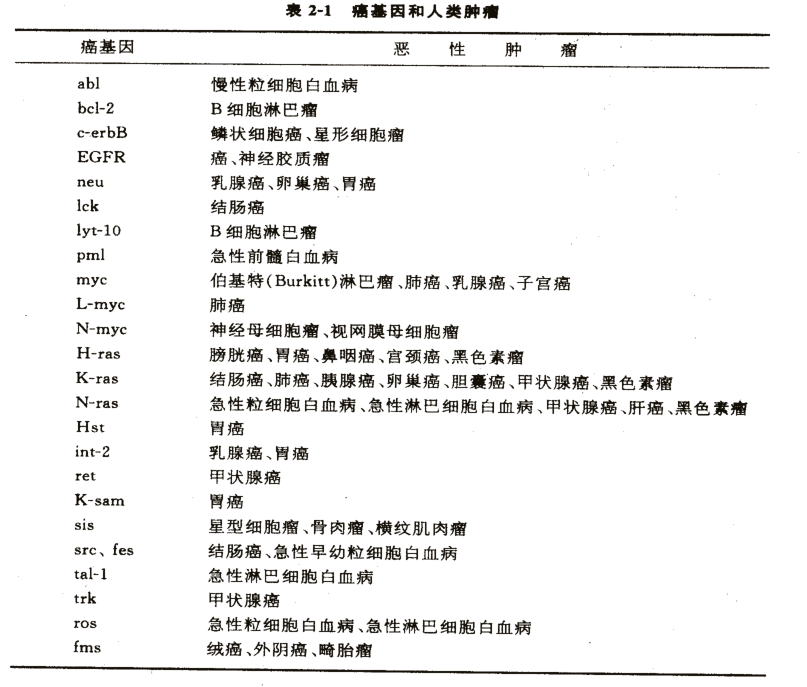 表 2-1 癌基因和人类肿瘤
癌基因 恶性肿瘤
abl 慢性粒细胞白血病
bcl-2 B 细胞淋巴瘤
c-erbB 鳞状细胞癌、星形细胞瘤
EGFR 癌、神经胶质瘤
neu 乳腺癌、卵巢癌、胃癌
lck 结肠癌
lyt-10 B 细胞淋巴瘤
pml 急性前髓白血病
myc 伯基特(Burkitt)淋巴瘤、肺癌、乳腺癌、子宫癌
L-myc 肺癌
N-myc 神经母细胞瘤、视网膜母细胞瘤
H-ras 膀胱癌、胃癌、鼻咽癌、宫颈癌、黑色素瘤
K-ras 结肠癌、肺癌、胰腺癌、卵巢癌、胆囊癌、甲状腺癌、黑色素瘤
N-ras 急性粒细胞白血病、急性淋巴细胞白血病、甲状腺癌、肝癌、黑色素瘤
Hst 胃癌
int-2 乳腺癌、胃癌
ret 甲状腺癌
K-sam 胃癌
sis 星型细胞瘤、骨肉瘤、横纹肌肉瘤
src、fes 结肠癌、急性早幼粒细胞白血病
tal-1 急性淋巴细胞白血病
trk 甲状腺癌
ros 急性粒细胞白血病、急性淋巴细胞白血病
fms 绒癌、外阴癌、畸胎瘤